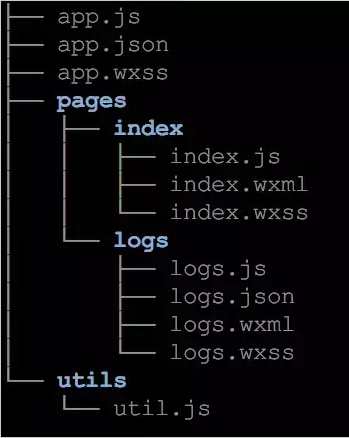 ├── app.js
├── app.json
├── app.wxss
├── pages
│   ├── index
│   │   ├── index.js
│   │   ├── index.wxml
│   │   └── index.wxss
│   └── logs
│       ├── logs.js
│       ├── logs.json
│       ├── logs.wxml
│       └── logs.wxss
└── utils
    └── util.js